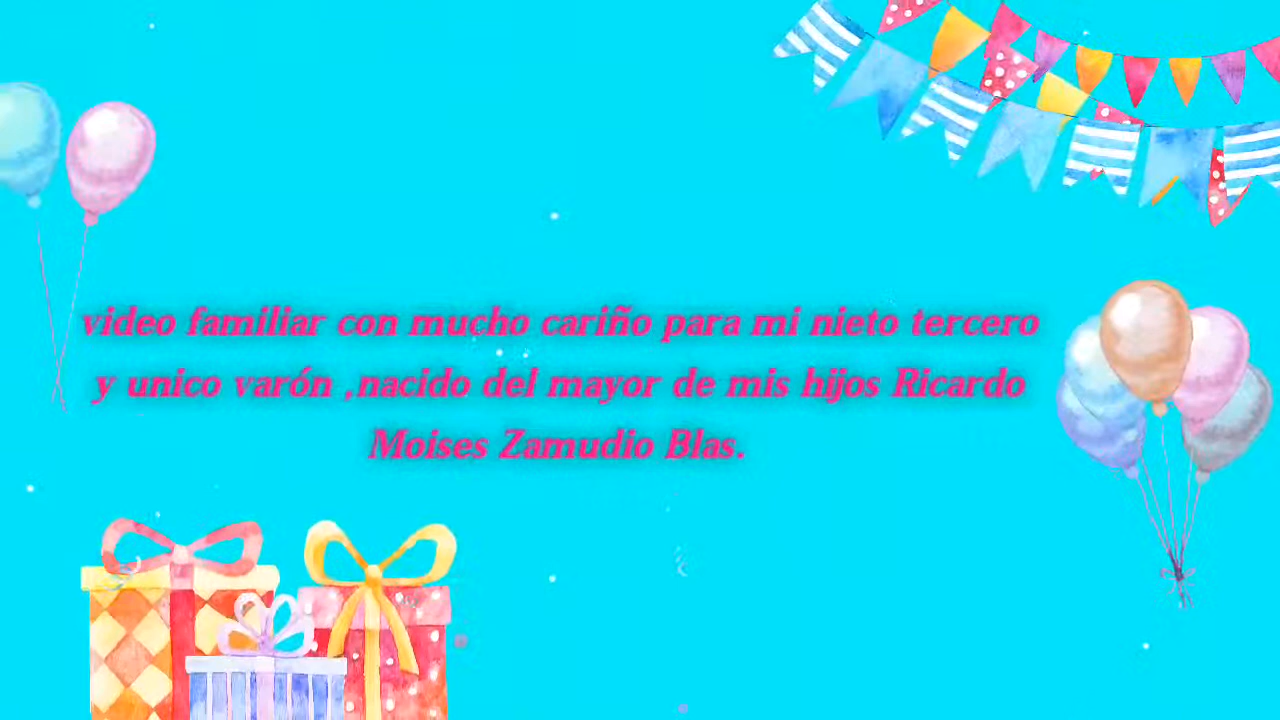 video familiar con mucho cariño para mi nieto tercero
y unico varón ,nacido del mayor de mis hijos Ricardo
Moises Zamudio Blas.